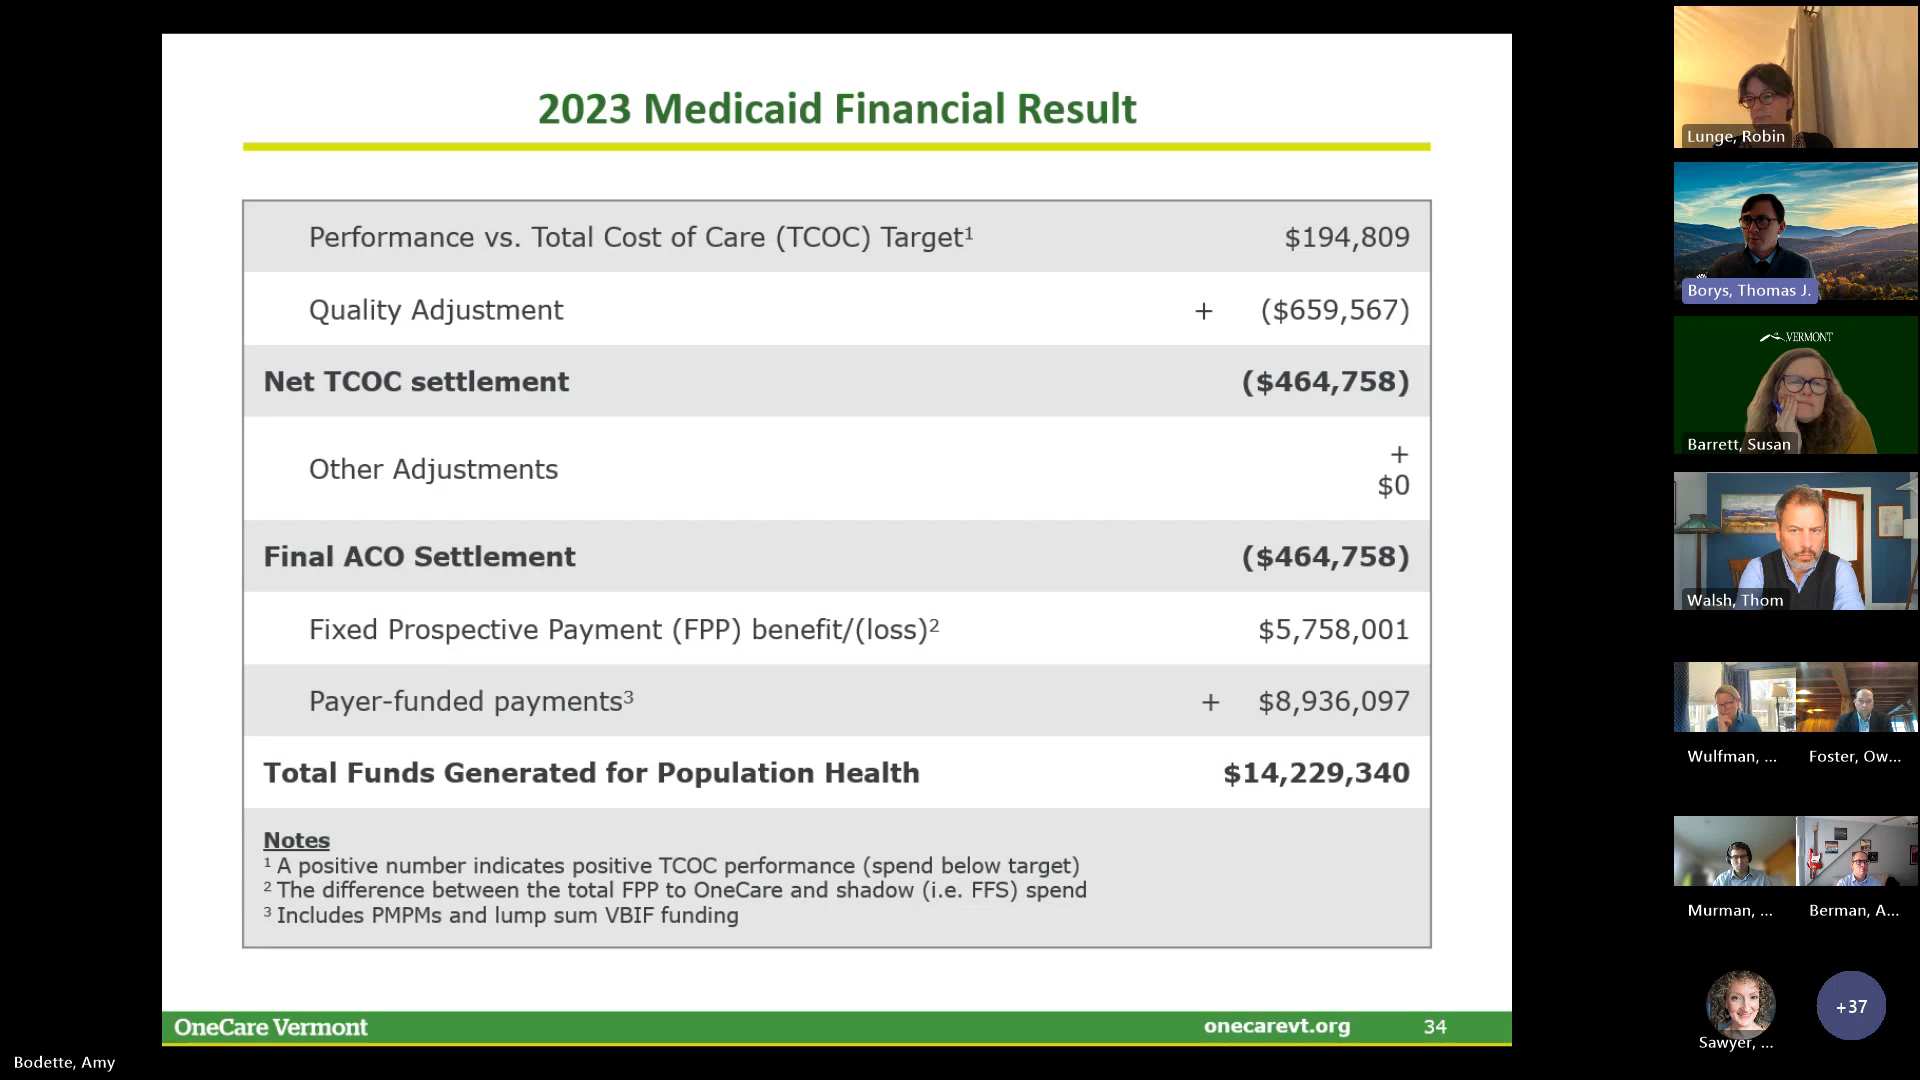 2023 Medicaid Financial Result
Performance vs. Total Cost of Care (TCOC) Target¹ $194,809
Quality Adjustment + ($659,567)
Net TCOC settlement ($464,758)
Other Adjustments + $0
Final ACO Settlement ($464,758)
Fixed Prospective Payment (FPP) benefit/(loss)² $5,758,001
Payer-funded payments³ + $8,936,097
Total Funds Generated for Population Health $14,229,340
Notes
¹ A positive number indicates positive TCOC performance (spend below target)
² The difference between the total FPP to OneCare and shadow (i.e. FFS) spend
³ Includes PMPMs and lump sum VBIF funding
OneCare Vermont onecarevt.org 34
Bodette, Amy
Lunge, Robin
Borys, Thomas J.
VERMONT
Barrett, Susan
Walsh, Thom
Wulfman, ... Foster, Ow...
Murman, ... Berman, A...
+37
Sawyer, ...